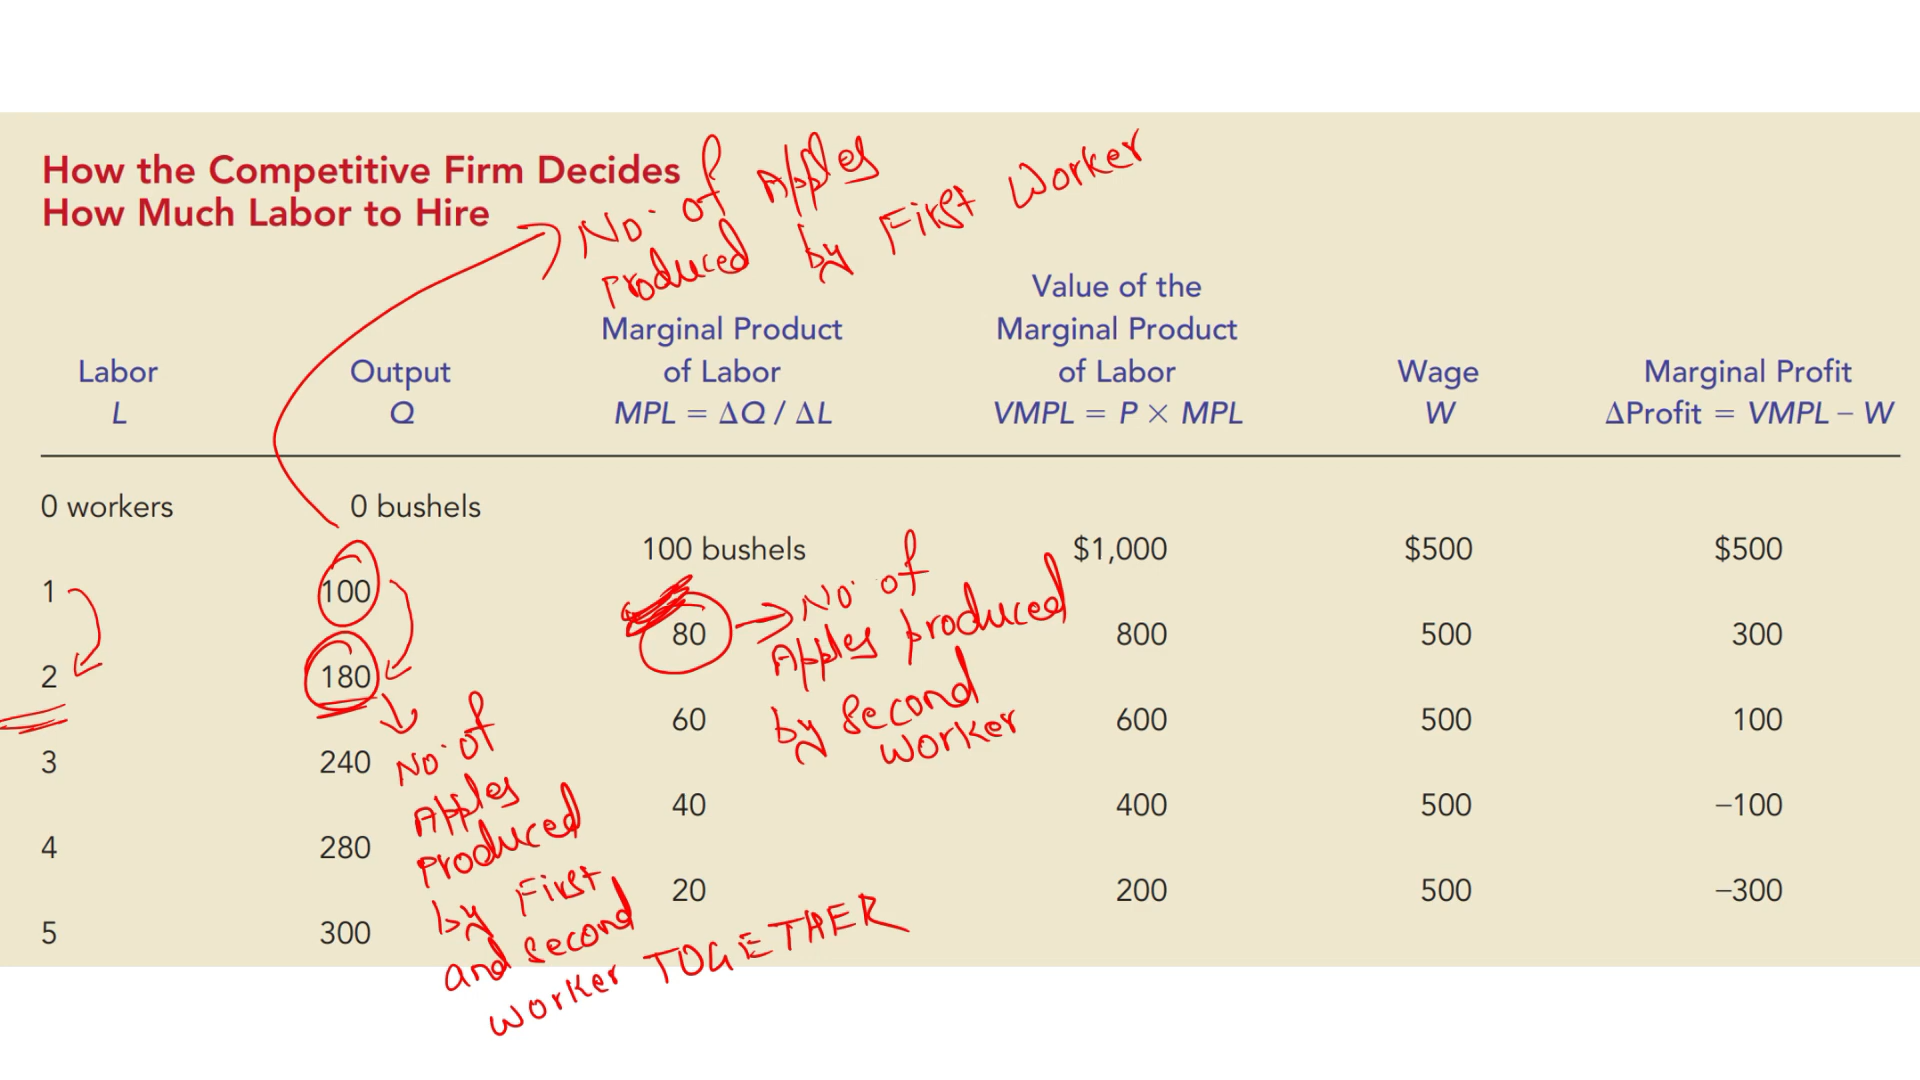 How the Competitive Firm Decides
How Much Labor to Hire
No. of Apples
produced by First Worker
Labor
L
Output
Q
Marginal Product
of Labor
MPL = ΔQ / ΔL
Value of the
Marginal Product
of Labor
VMPL = P × MPL
Wage
W
Marginal Profit
ΔProfit = VMPL – W
0 workers 0 bushels
100 bushels $1,000 $500 $500
1 100
80 800 500 300
No. of
Apples produced
by Second
Worker
2 180
60 600 500 100
3 240
40 400 500 –100
4 280
20 200 500 –300
5 300
No. of
Apples
produced
by First
and Second
Worker TOGETHER